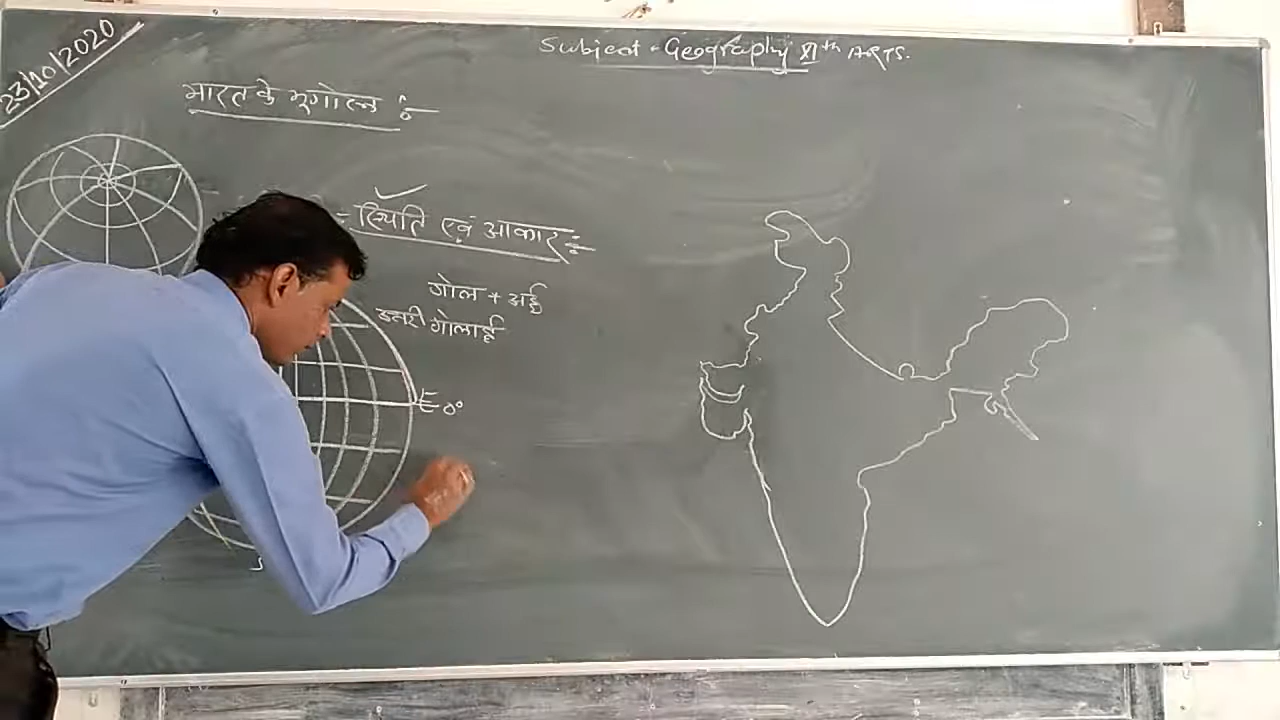 23/10/2020
Subject - Geography XIth ARTS.
भारत के भूगोल :-
स्थिति एवं आकार :-
गोल + अर्द्ध
उत्तरी गोलार्द्ध
E 0°
S